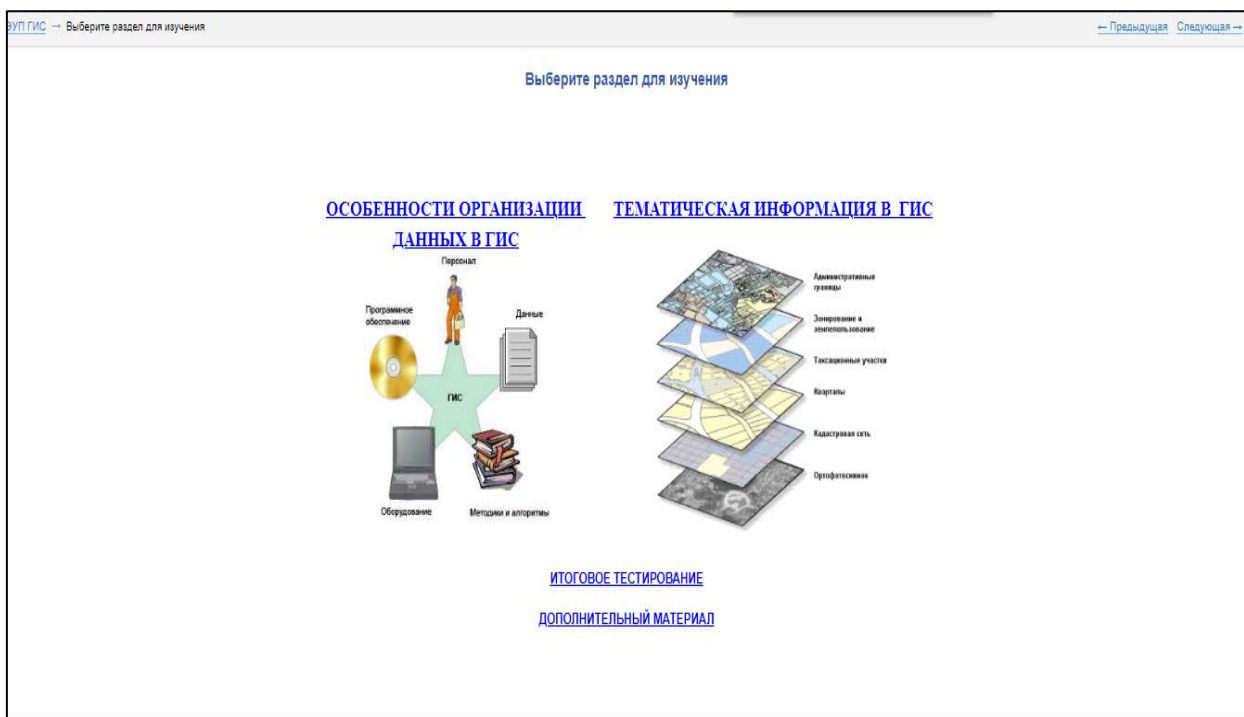 ЭУП ГИС → Выберите раздел для изучения
← Предыдущая Следующая →
Выберите раздел для изучения
ОСОБЕННОСТИ ОРГАНИЗАЦИИ
ДАННЫХ В ГИС
Персонал
Программное
обеспечение
Данные
ГИС
Оборудование
Методики и алгоритмы
ТЕМАТИЧЕСКАЯ ИНФОРМАЦИЯ В ГИС
Административные
границы
Зонирование и
землепользование
Таксационные участки
Кварталы
Кадастровая сеть
Ортофотоснимок
ИТОГОВОЕ ТЕСТИРОВАНИЕ
ДОПОЛНИТЕЛЬНЫЙ МАТЕРИАЛ